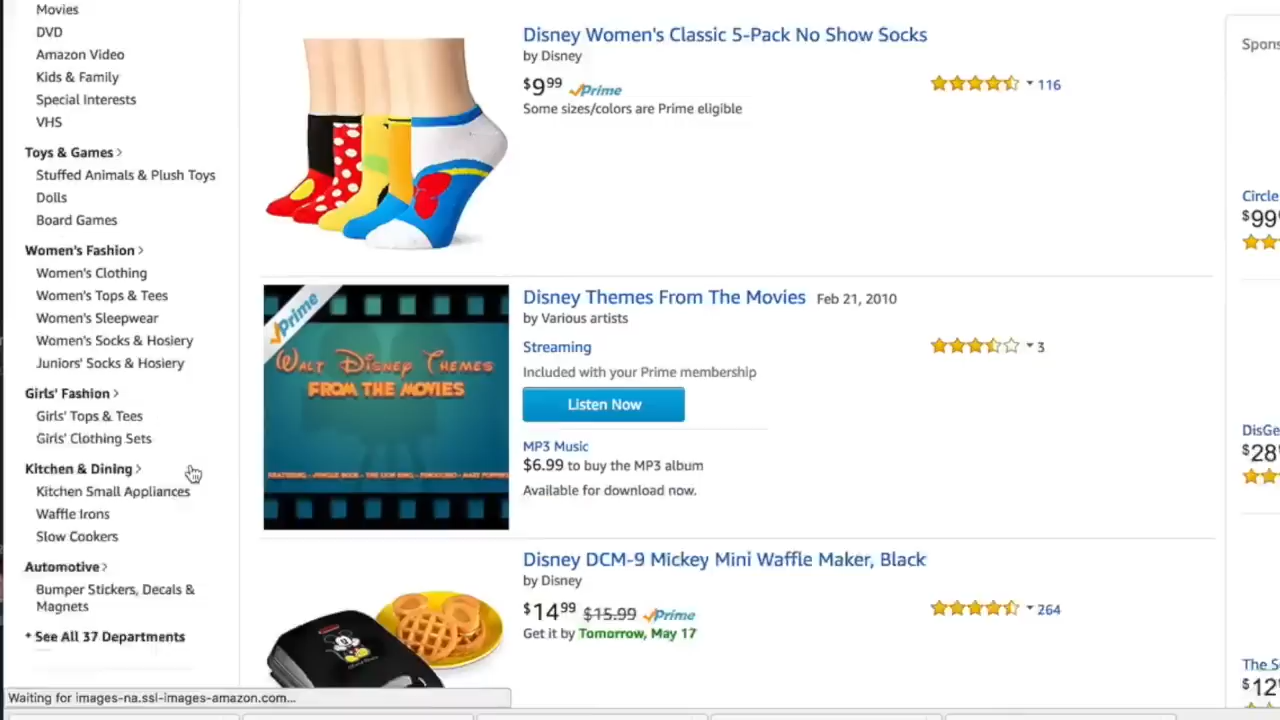 Movies
DVD
Amazon Video
Kids & Family
Special Interests
VHS
Toys & Games >
Stuffed Animals & Plush Toys
Dolls
Board Games
Women's Fashion >
Women's Clothing
Women's Tops & Tees
Women's Sleepwear
Women's Socks & Hosiery
Juniors' Socks & Hosiery
Girls' Fashion >
Girls' Tops & Tees
Girls' Clothing Sets
Kitchen & Dining >
Kitchen Small Appliances
Waffle Irons
Slow Cookers
Automotive >
Bumper Stickers, Decals &
Magnets
+ See All 37 Departments
Disney Women's Classic 5-Pack No Show Socks
by Disney
$9 99 Prime
116
Some sizes/colors are Prime eligible
Prime
WALT DISNEY THEMES
FROM THE MOVIES
Disney Themes From The Movies Feb 21, 2010
by Various artists
Streaming
3
Included with your Prime membership
Listen Now
MP3 Music
$6.99 to buy the MP3 album
Available for download now.
Disney DCM-9 Mickey Mini Waffle Maker, Black
by Disney
$14 99 $15.99 Prime
264
Get it by Tomorrow, May 17
Spons
Circle
$99
DisGe
$28
The S
$12
Waiting for images-na.ssl-images-amazon.com...